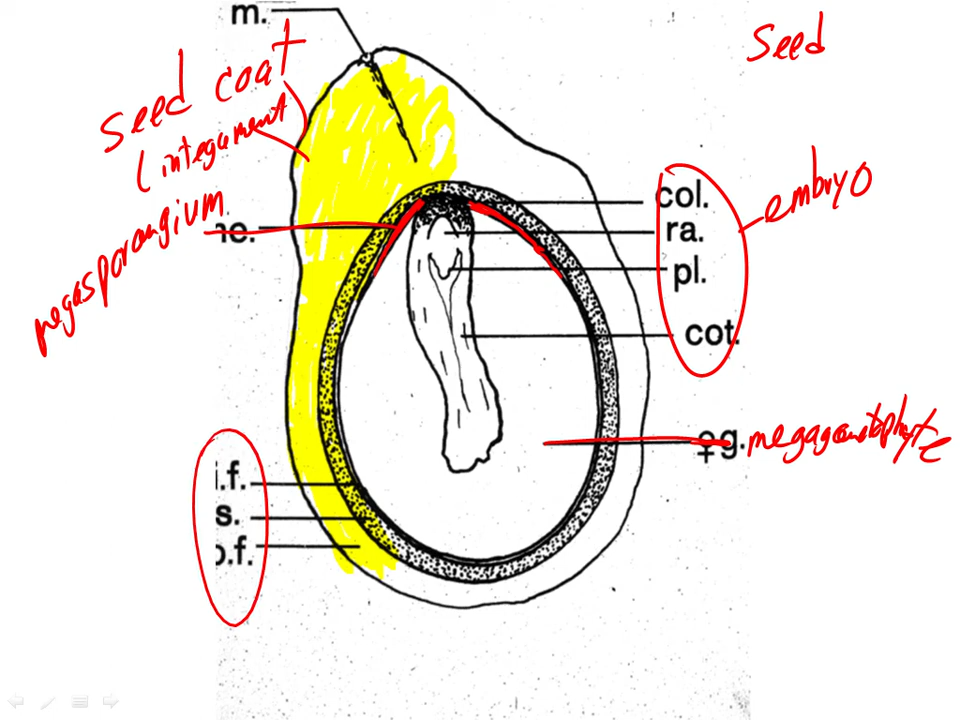 m.
Seed
seed coat
(integument
megasporangium
col.
ra.
pl.
cot.
embryo
♀g. megagametophyte
i.f.
s.
o.f.